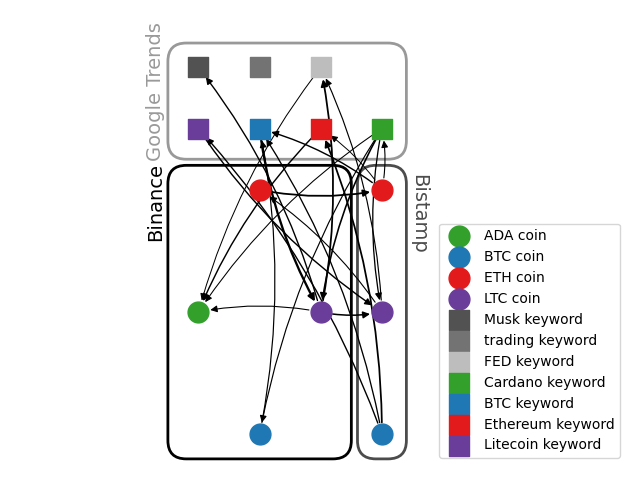 Google Trends
Binance
Bistamp
ADA coin
BTC coin
ETH coin
LTC coin
Musk keyword
trading keyword
FED keyword
Cardano keyword
BTC keyword
Ethereum keyword
Litecoin keyword